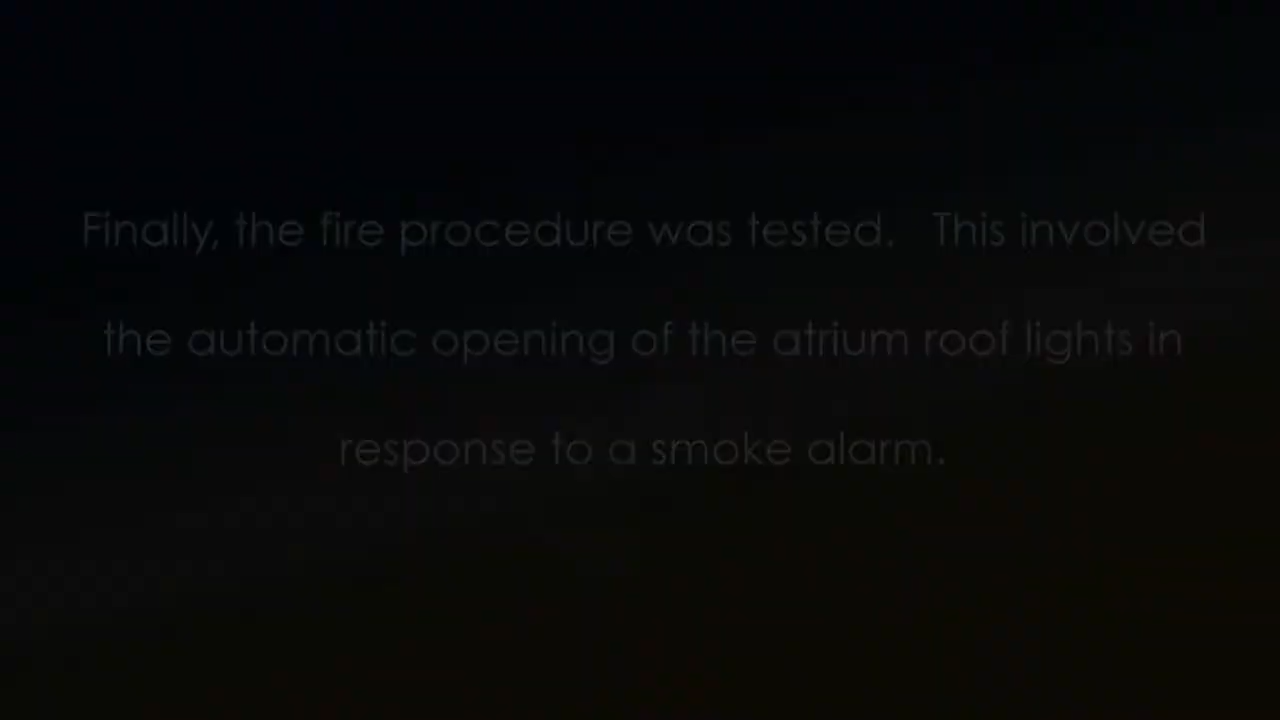 Finally, the fire procedure was tested.   This involved
the automatic opening of the atrium roof lights in
response to a smoke alarm.